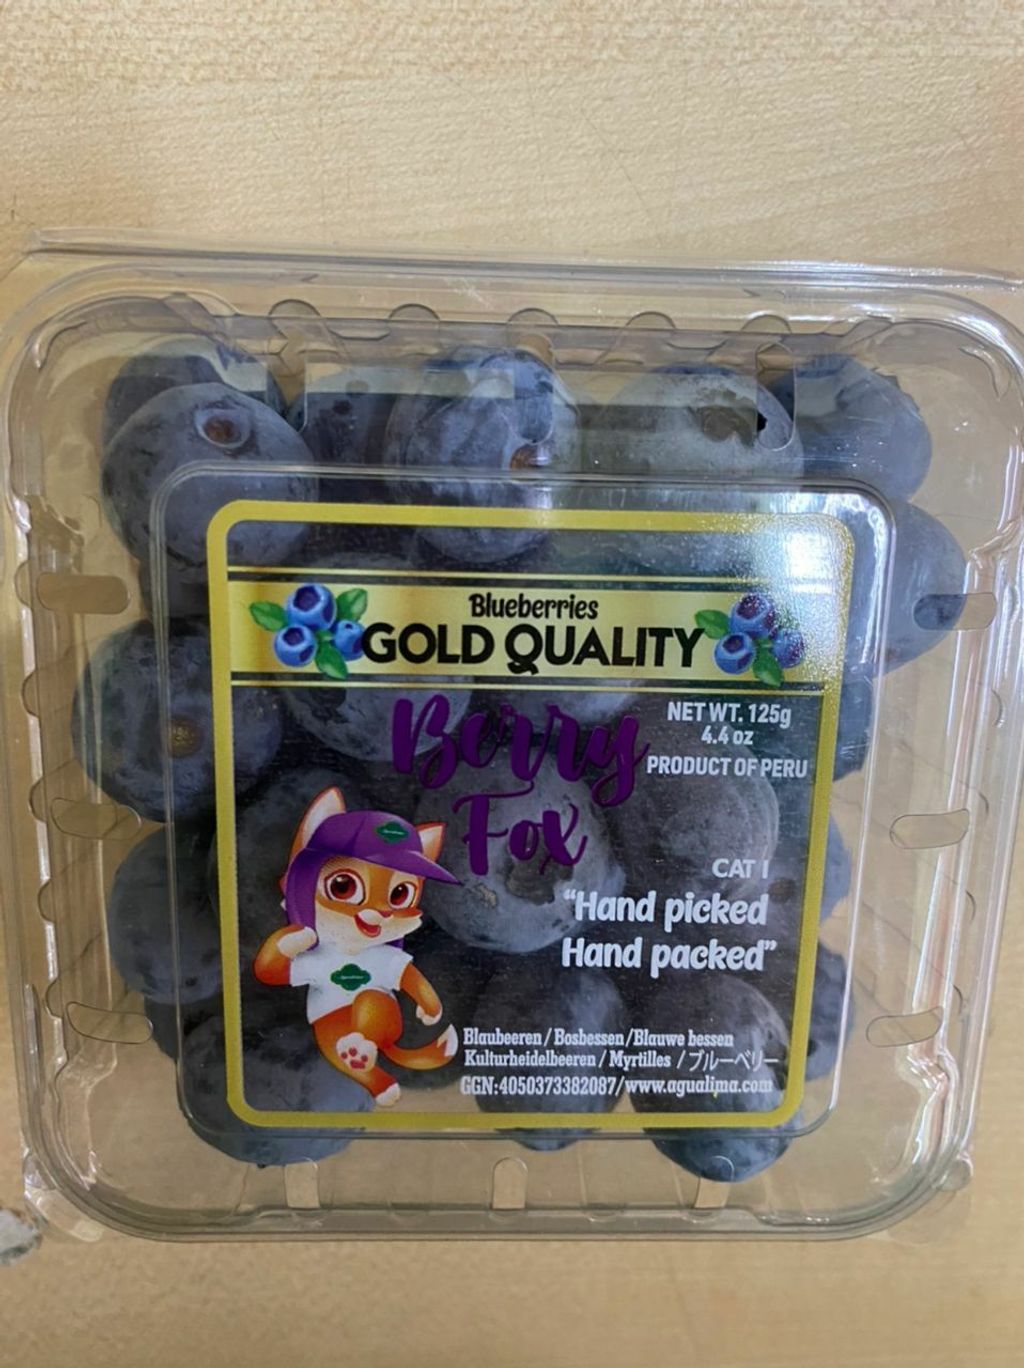 Blueberries
GOLD QUALITY
Berry
Fox
NET WT. 125g
4.4 oz
PRODUCT OF PERU
CAT I
“Hand picked
Hand packed”
Blaubeeren / Bosbessen / Blauwe bessen
Kulturheidelbeeren / Myrtilles / ブルーベリー
GGN:4050373382087/www.agualima.com